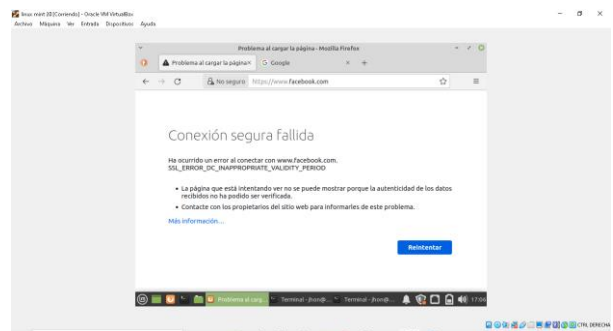 linux mint 20 [Corriendo] - Oracle VM VirtualBox
Archivo Máquina Ver Entrada Dispositivos Ayuda
Problema al cargar la página - Mozilla Firefox
Problema al cargar la página Google
No seguro https://www.facebook.com
Conexión segura fallida
Ha ocurrido un error al conectar con www.facebook.com.
SSL_ERROR_DC_INAPPROPRIATE_VALIDITY_PERIOD
La página que está intentando ver no se puede mostrar porque la autenticidad de los datos
recibidos no ha podido ser verificada.
Contacte con los propietarios del sitio web para informarles de este problema.
Más información...
Reintentar
Problema al carg... Terminal - jhon@... Terminal - jhon@... 17:06
CTRL DERECHA